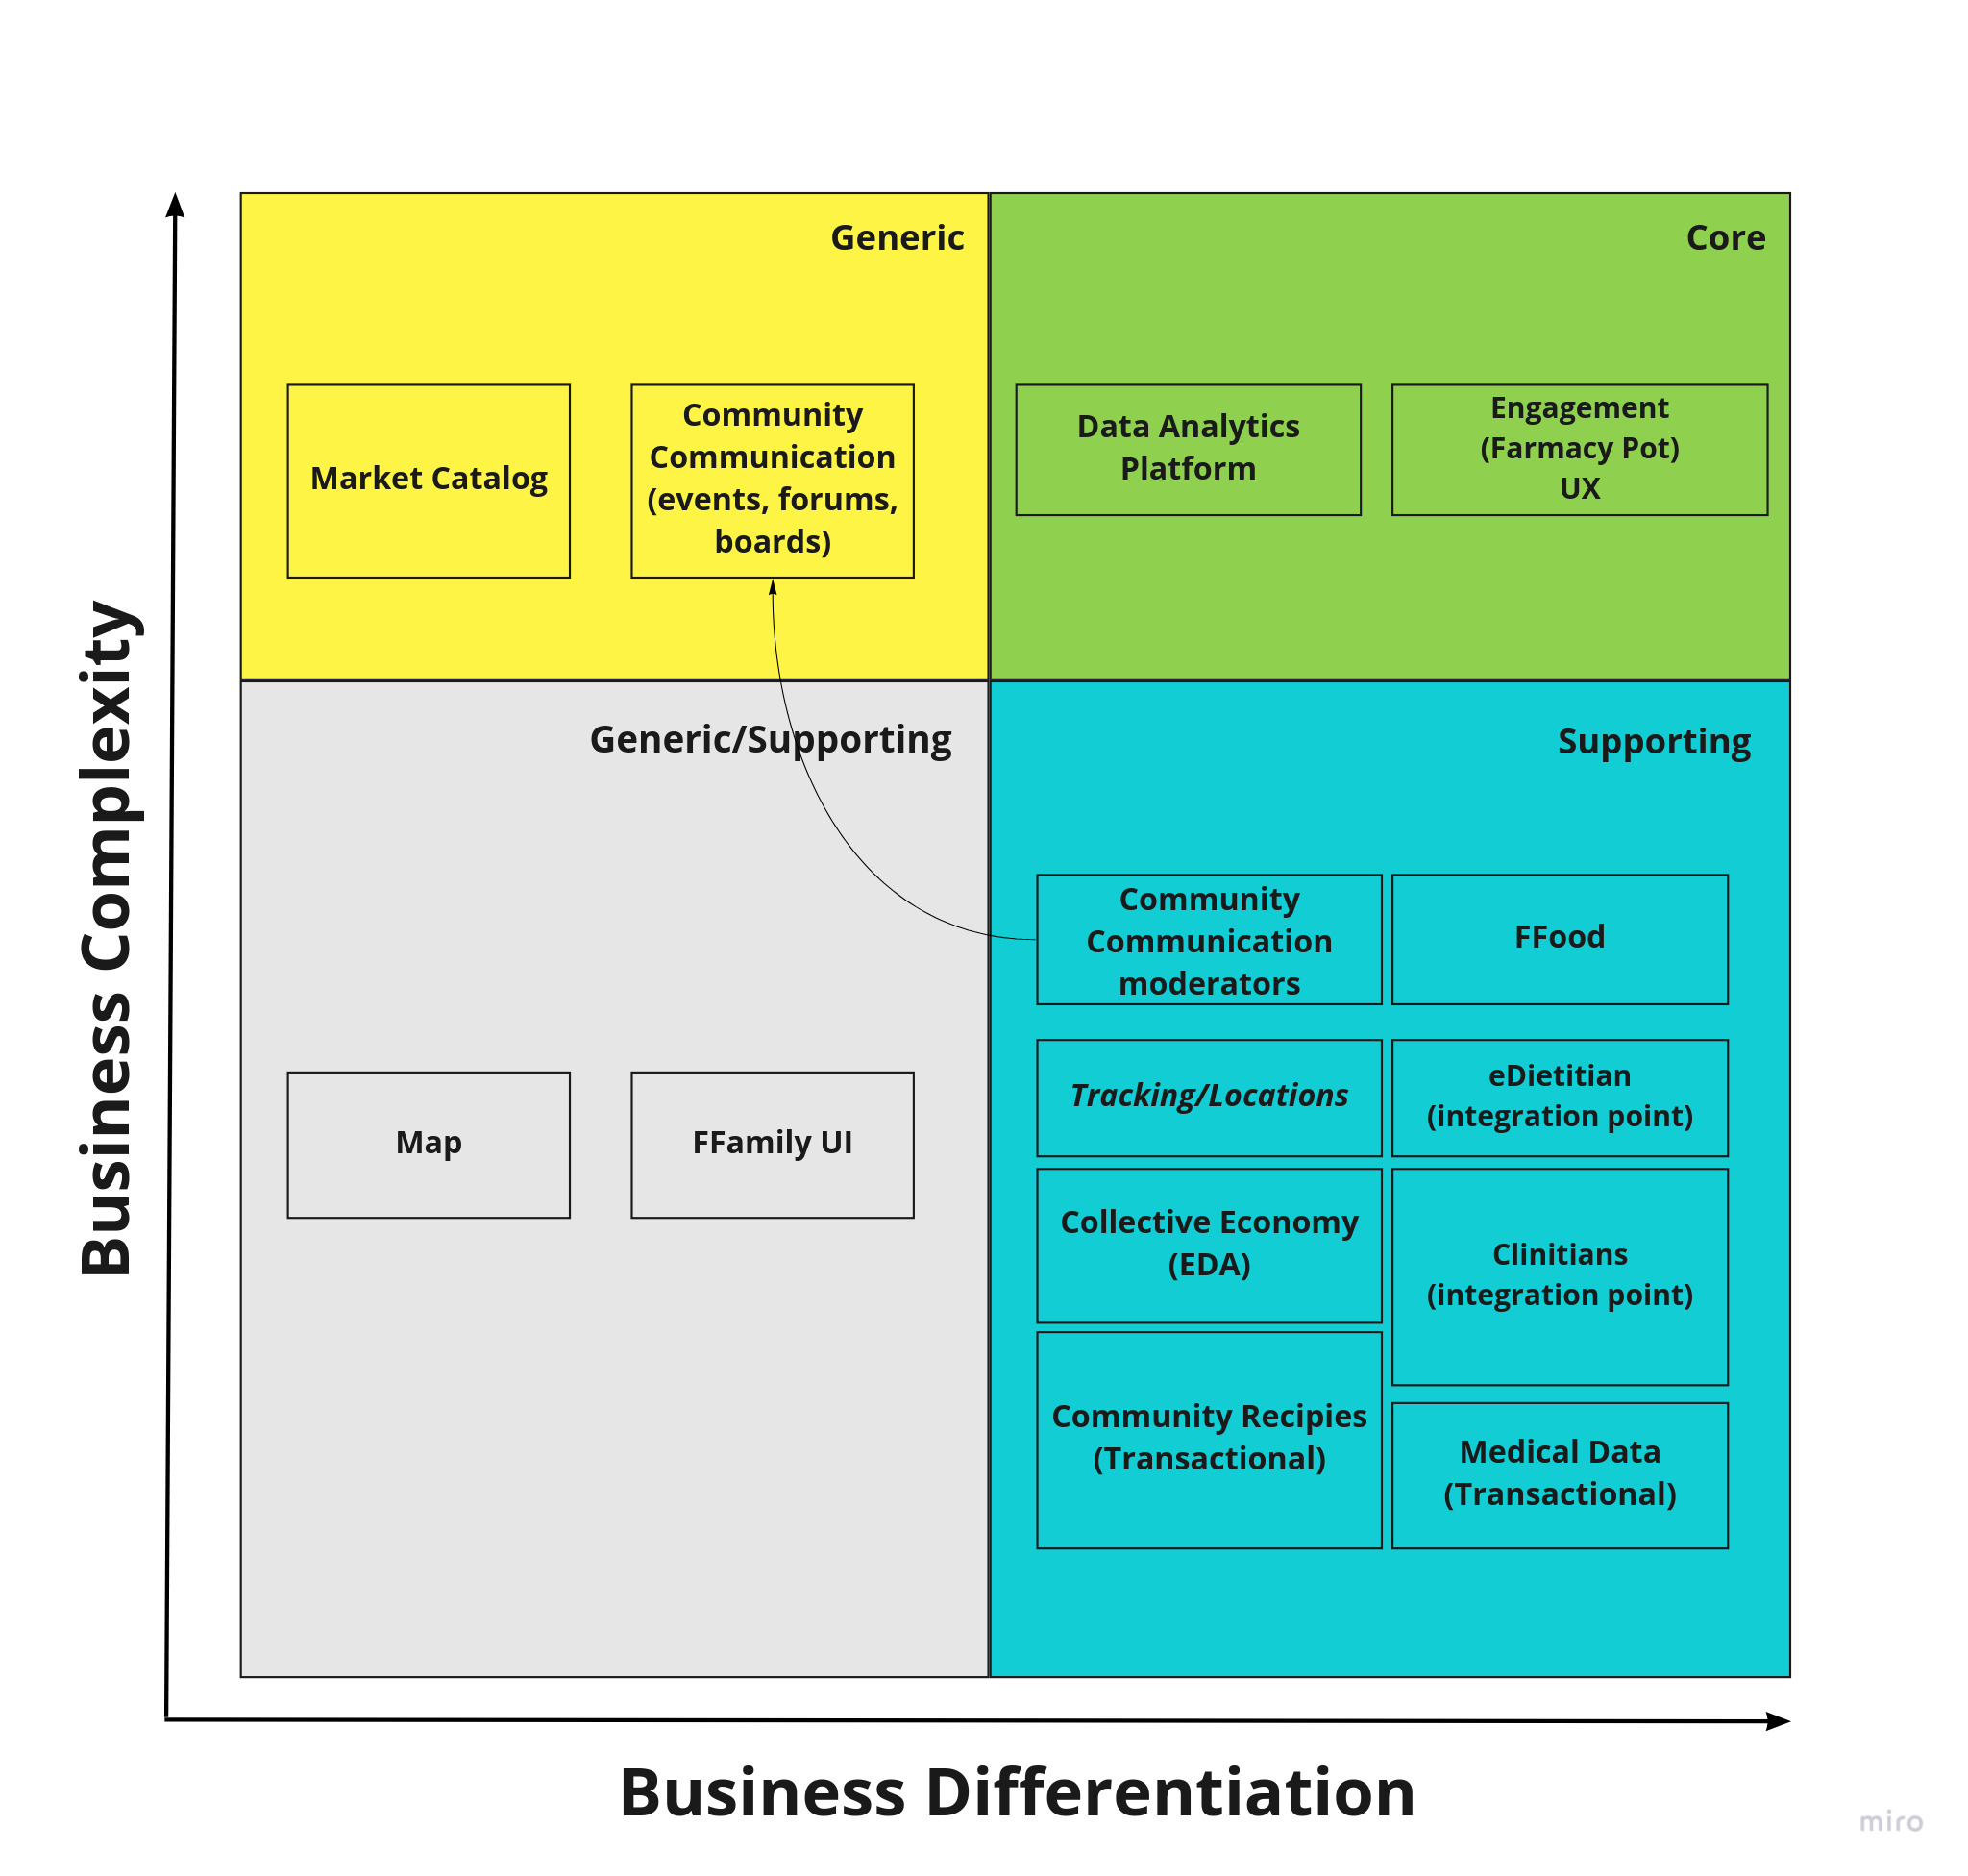 Generic
Core
Market Catalog
Community
Communication
(events, forums,
boards)
Data Analytics
Platform
Engagement
(Farmacy Pot)
UX
Business Complexity
Generic/Supporting
Supporting
Community
Communication
moderators
FFood
Tracking/Locations
eDietitian
(integration point)
Map
FFamily UI
Collective Economy
(EDA)
Clinitians
(integration point)
Community Recipies
(Transactional)
Medical Data
(Transactional)
Business Differentiation
miro